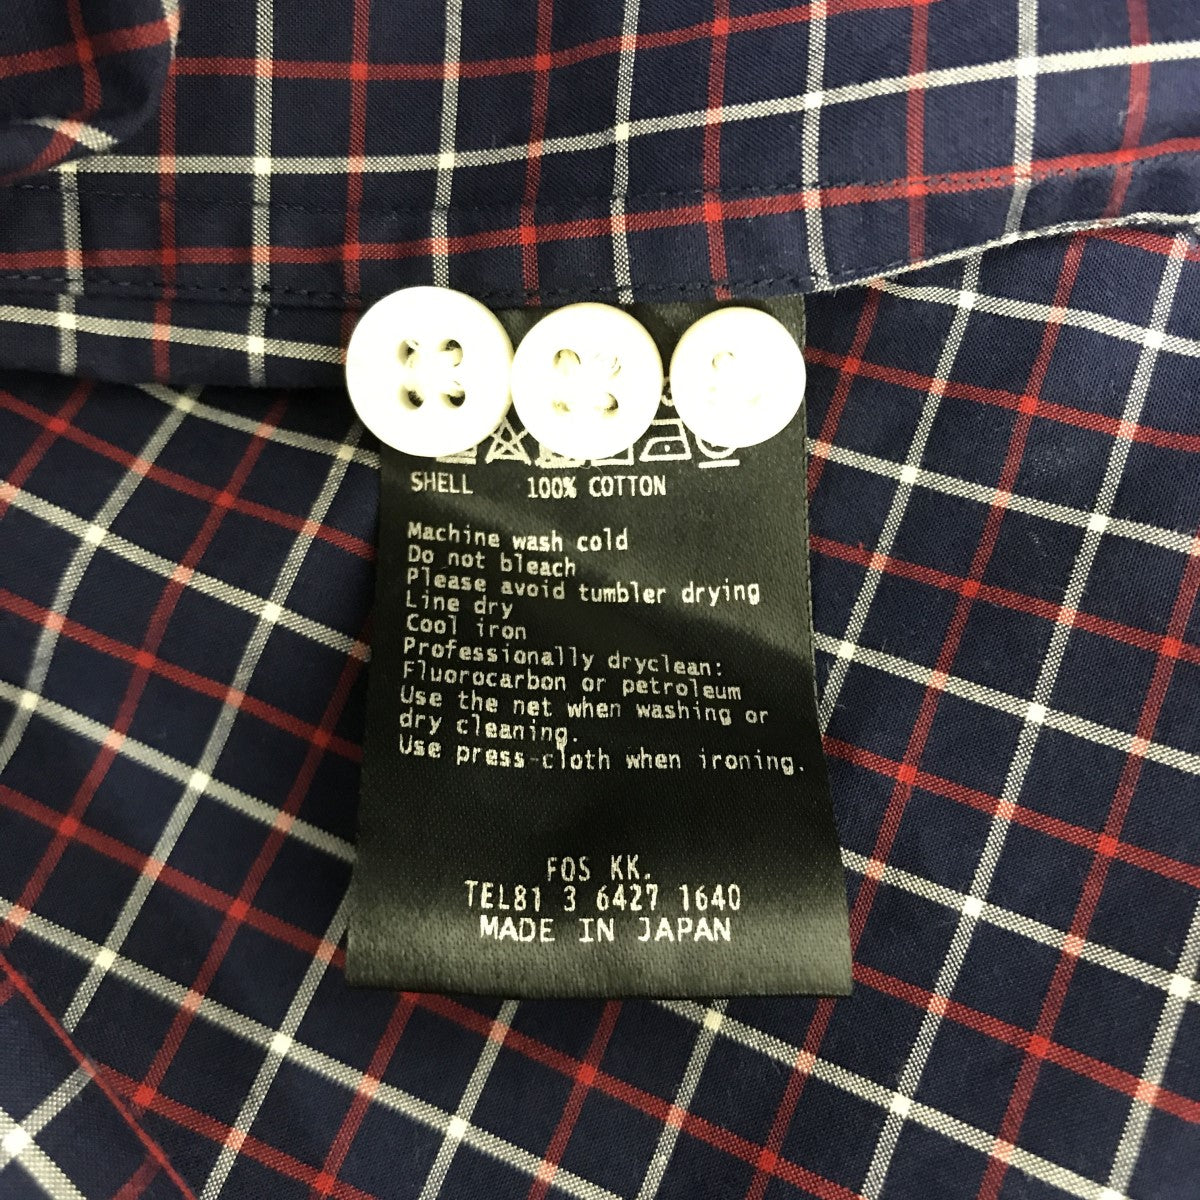 SHELL 100% COTTON
Machine wash cold
Do not bleach
Please avoid tumbler drying
Line dry
Cool iron
Professionally dryclean:
Fluorocarbon or petroleum
Use the net when washing or
dry cleaning.
Use press-cloth when ironing.
FOS KK.
TEL81 3 6427 1640
MADE IN JAPAN